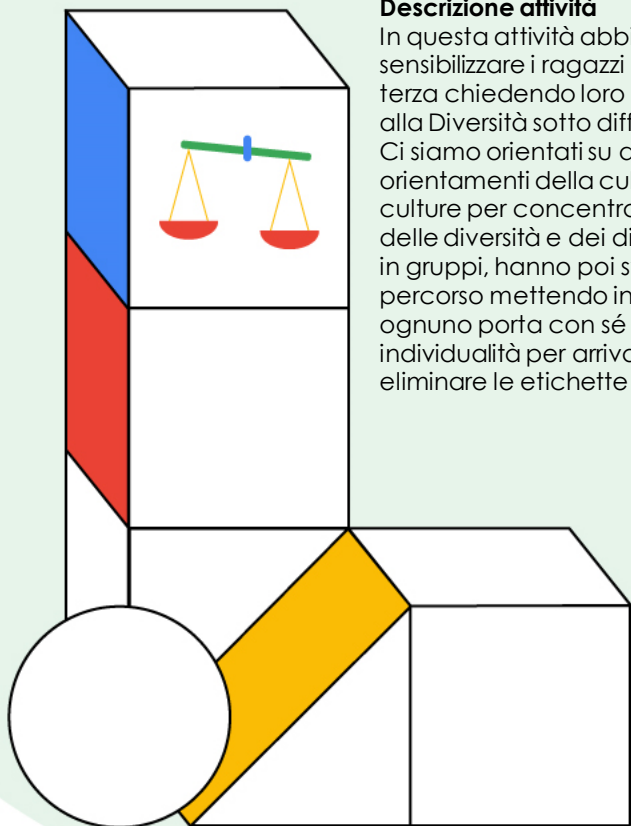 Descrizione attività
In questa attività abbi
sensibilizzare i ragazzi
terza chiedendo loro
alla Diversità sotto diff
Ci siamo orientati su
orientamenti della cu
culture per concentra
delle diversità e dei di
in gruppi, hanno poi s
percorso mettendo in
ognuno porta con sé
individualità per arriva
eliminare le etichette